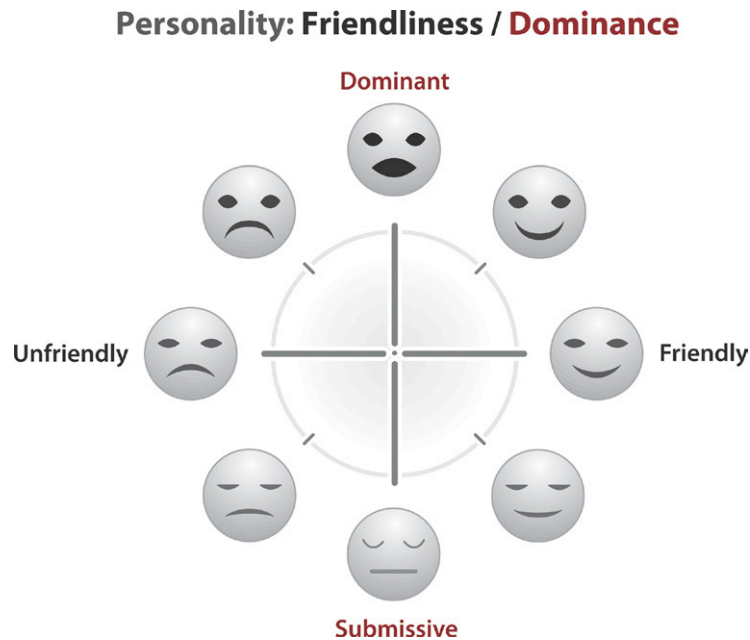 Personality: Friendliness / Dominance
Dominant
Unfriendly
Friendly
Submissive